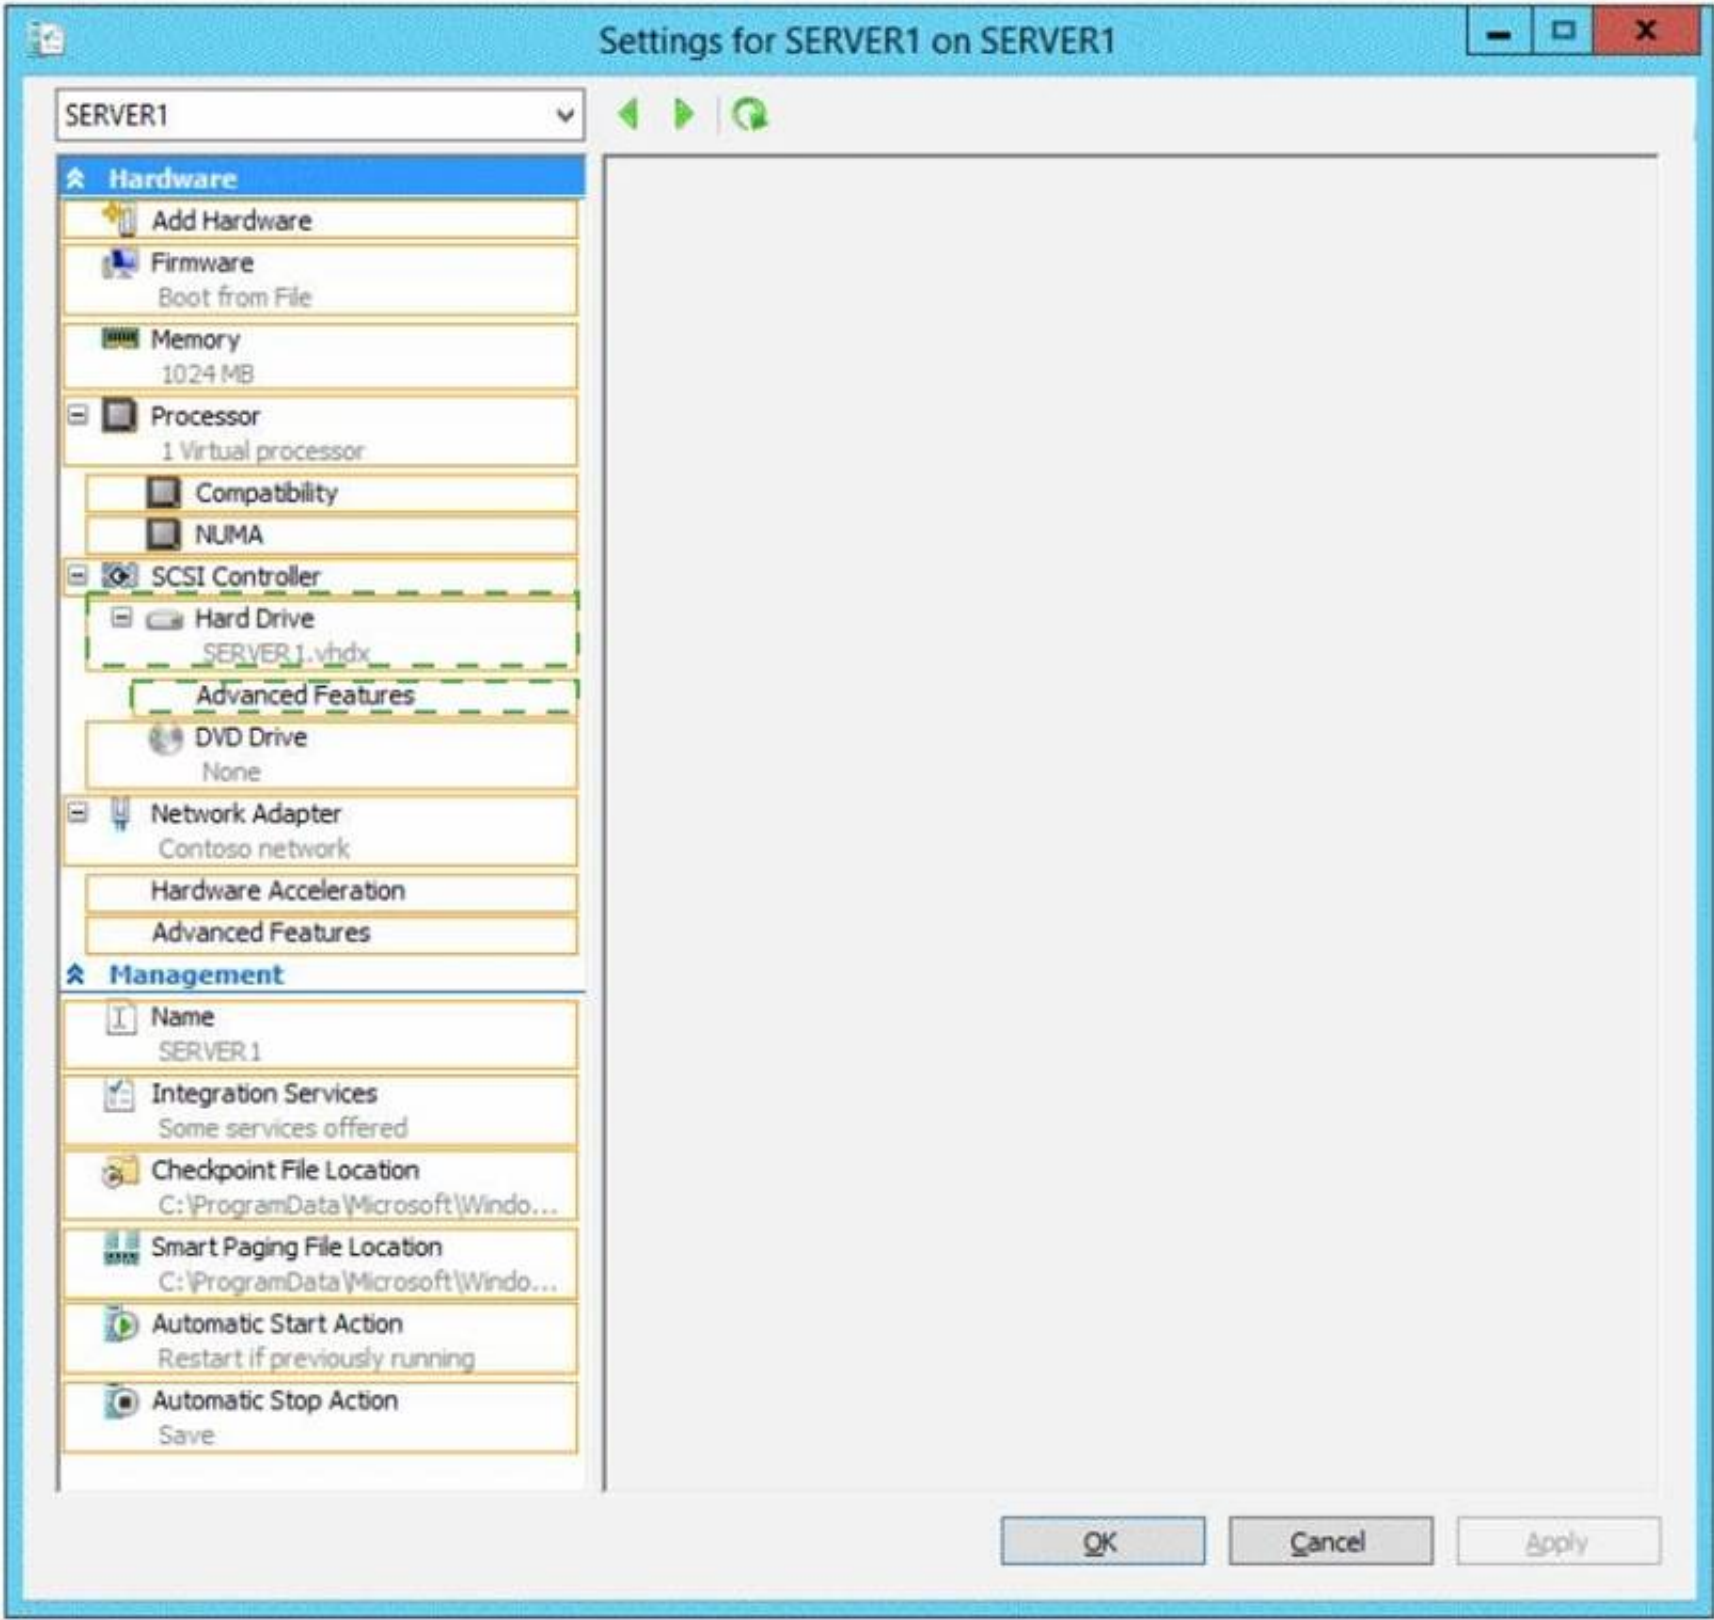 Settings for SERVER1 on SERVER1
SERVER1
Hardware
Add Hardware
Firmware
Boot from File
Memory
1024 MB
Processor
1 Virtual processor
Compatibility
NUMA
SCSI Controller
Hard Drive
SERVER1.vhdx
Advanced Features
DVD Drive
None
Network Adapter
Contoso network
Hardware Acceleration
Advanced Features
Management
Name
SERVER1
Integration Services
Some services offered
Checkpoint File Location
C:\ProgramData\Microsoft\Windo...
Smart Paging File Location
C:\ProgramData\Microsoft\Windo...
Automatic Start Action
Restart if previously running
Automatic Stop Action
Save
OK
Cancel
Apply